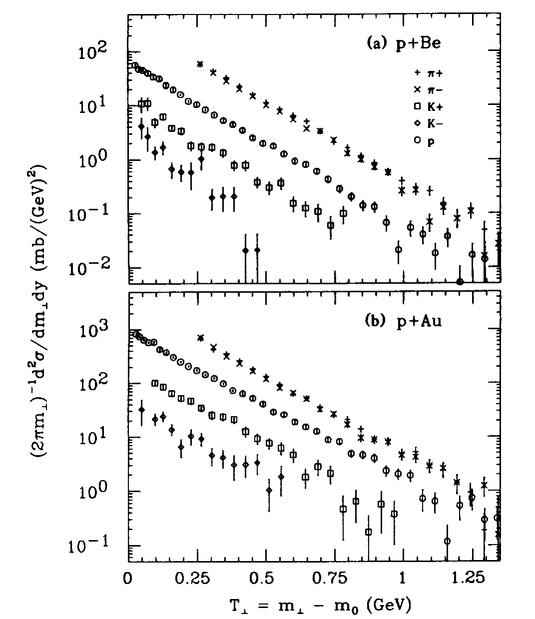 (a) p+Be
10²
10¹
10⁰
10⁻¹
10⁻²
π+
π−
K+
K−
p
(2πm⊥)⁻¹d²σ/dm⊥dy (mb/(GeV)²)
(b) p+Au
10³
10²
10¹
10⁰
10⁻¹
0 0.25 0.5 0.75 1 1.25
T⊥ = m⊥ − m₀ (GeV)